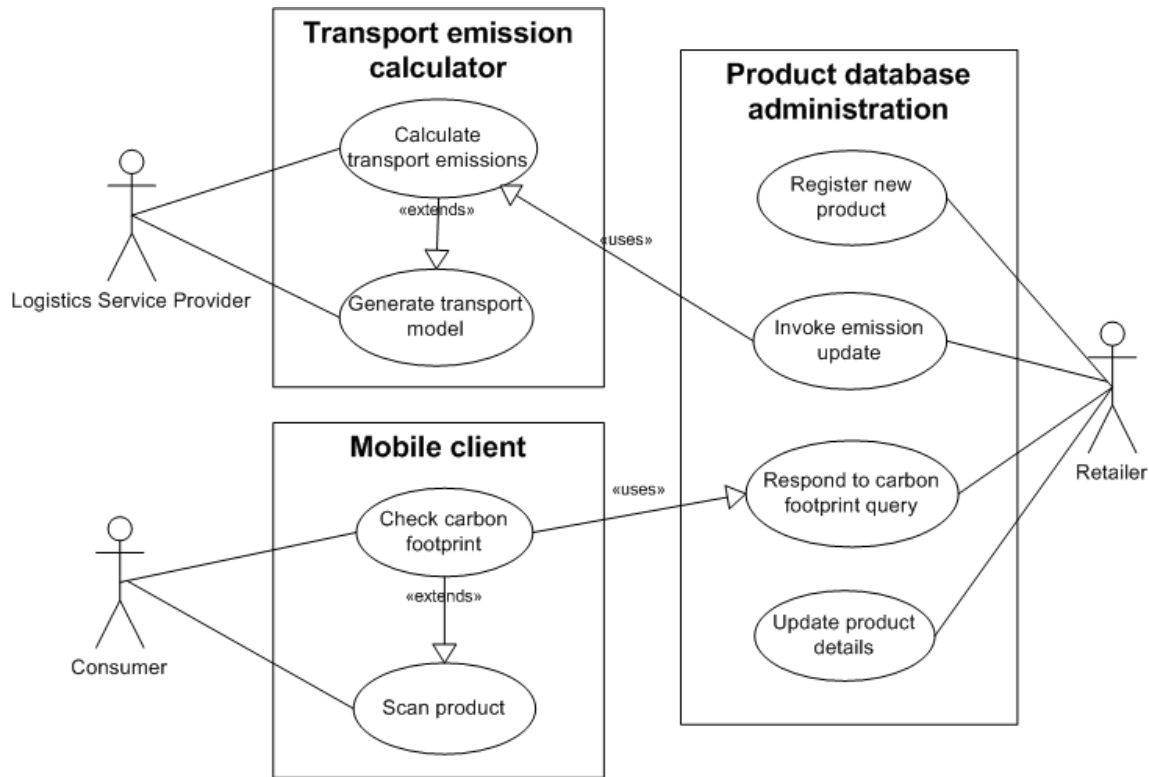 Transport emission
calculator
Calculate
transport emissions
«extends»
Generate transport
model
Logistics Service Provider
«uses»
Product database
administration
Register new
product
Invoke emission
update
Respond to carbon
footprint query
Update product
details
Retailer
Mobile client
Check carbon
footprint
«uses»
«extends»
Scan product
Consumer